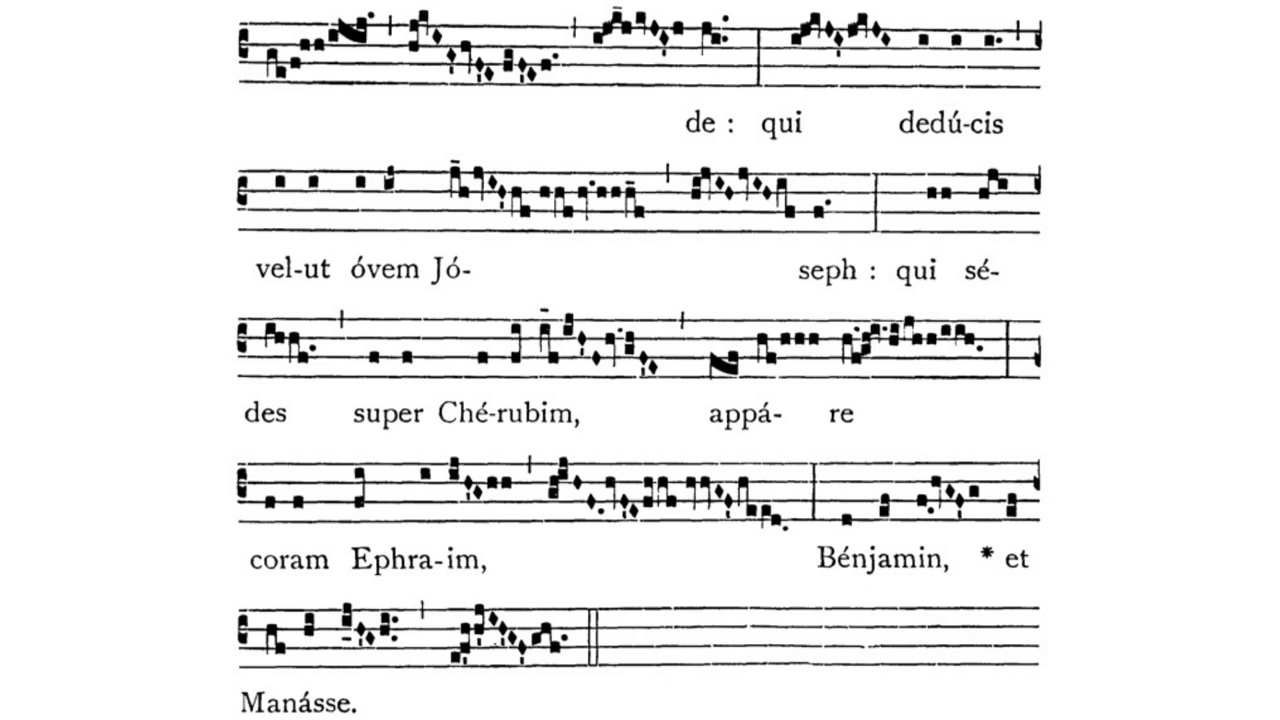 de : qui dedú-cis
vel-ut óvem Jó- seph : qui sé-
des super Ché-rubim, appá- re
coram Ephra-im, Bénjamin, * et
Manásse.